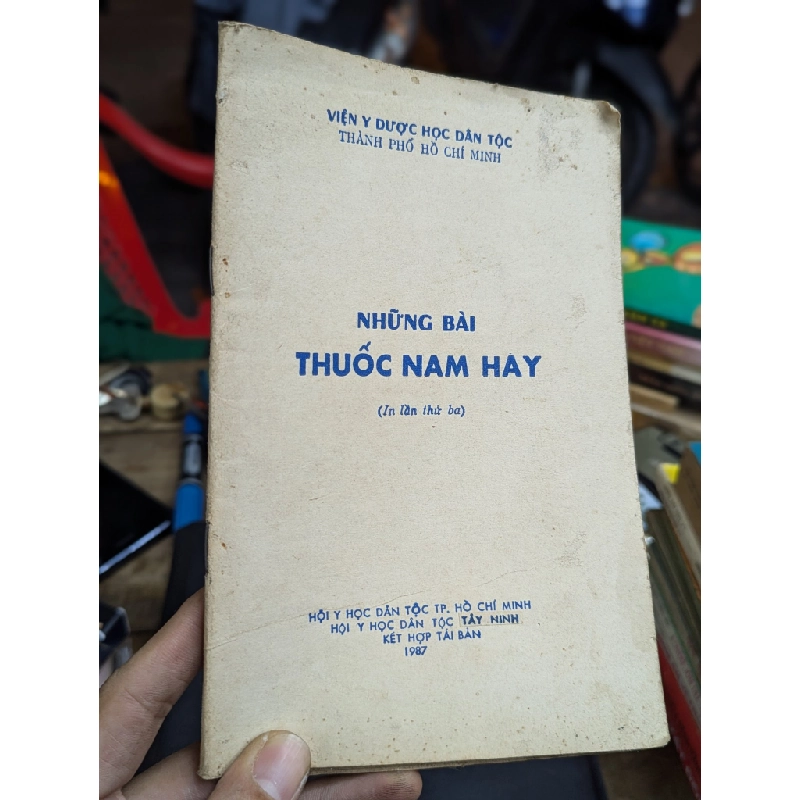 VIỆN Y DƯỢC HỌC DÂN TỘC
THÀNH PHỐ HỒ CHÍ MINH
NHỮNG BÀI
THUỐC NAM HAY
(In lần thứ ba)
HỘI Y HỌC DÂN TỘC TP. HỒ CHÍ MINH
HỘI Y HỌC DÂN TỘC TÂY NINH
KẾT HỢP TÁI BẢN
1987